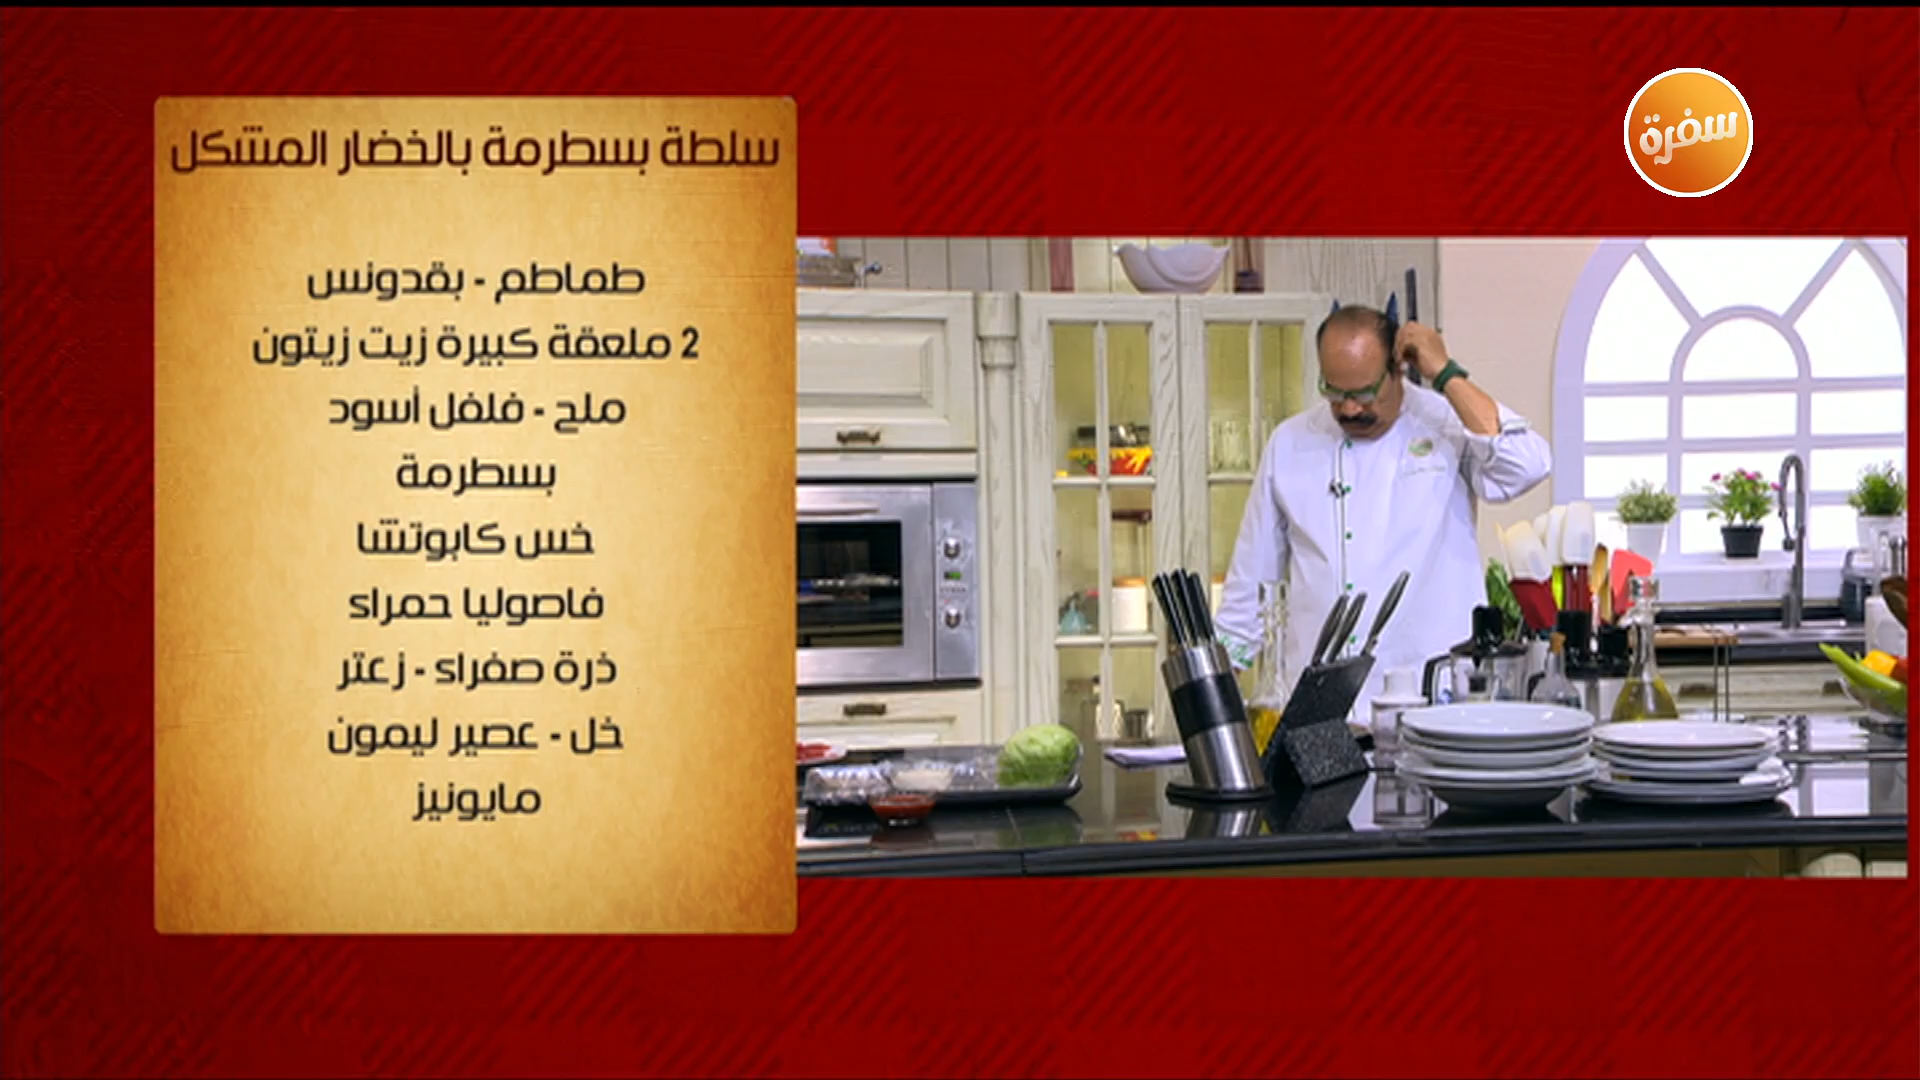 سفرة
سلطة بسطرمة بالخضار المشكل
طماطم - بقدونس
2 ملعقة كبيرة زيت زيتون
ملح - فلفل أسود
بسطرمة
خس كابوتشا
فاصوليا حمراء
ذرة صفراء - زعتر
خل - عصير ليمون
مايونيز